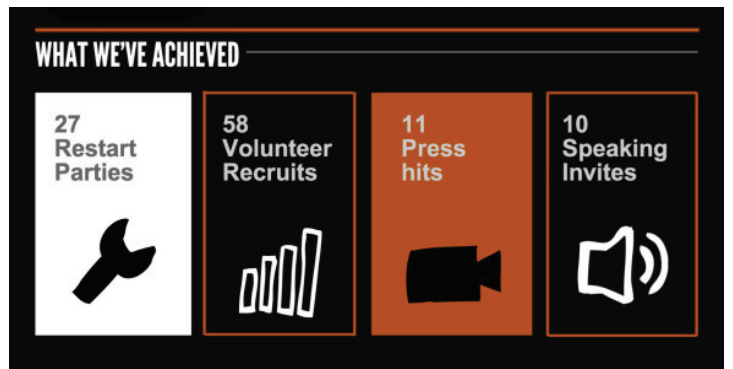 WHAT WE'VE ACHIEVED
27
Restart
Parties
58
Volunteer
Recruits
11
Press
hits
10
Speaking
Invites